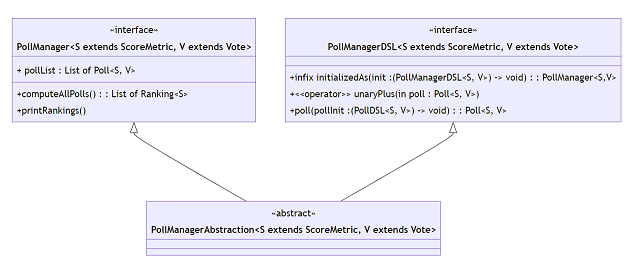 «interface»
PollManager<S extends ScoreMetric, V extends Vote>
+ pollList : List of Poll<S, V>
+computeAllPolls() : : List of Ranking<S>
+printRankings()
«interface»
PollManagerDSL<S extends ScoreMetric, V extends Vote>
+infix initializedAs(init :(PollManagerDSL<S, V>) -> void) : : PollManager<S,V>
+<<operator>> unaryPlus(in poll : Poll<S, V>)
+poll(pollInit :(PollDSL<S, V>) -> void) : : Poll<S, V>
«abstract»
PollManagerAbstraction<S extends ScoreMetric, V extends Vote>